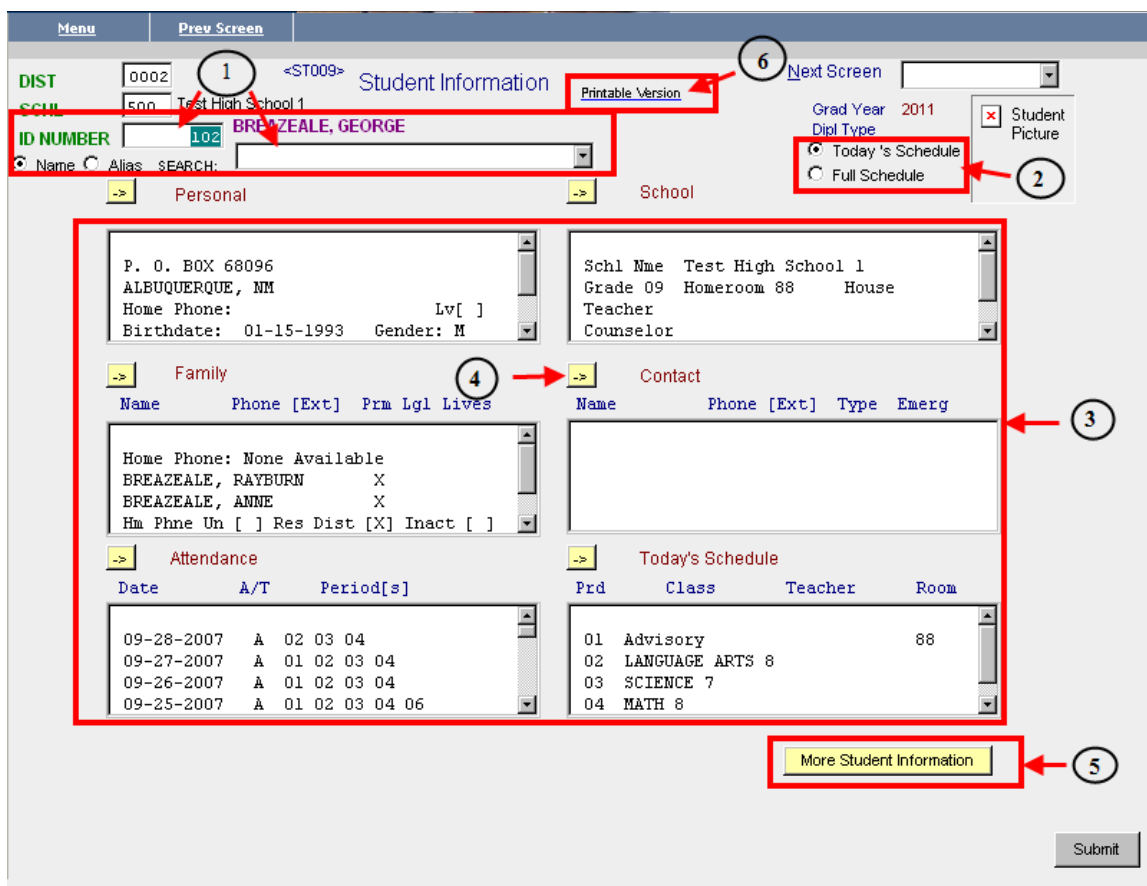 Menu Prev Screen
6
DIST 0002 1 <ST009> Student Information Printable Version Next Screen
SCHL 500 Test High School 1 Grad Year 2011 Student Picture
ID NUMBER 102 BREAZEALE, GEORGE Dipl Type
Name Alias SEARCH: Today 's Schedule
Full Schedule 2
-> Personal -> School
P. O. BOX 68096
ALBUQUERQUE, NM
Home Phone: Lv[ ]
Birthdate: 01-15-1993 Gender: M
Schl Nme Test High School 1
Grade 09 Homeroom 88 House
Teacher
Counselor
-> Family 4 -> Contact
Name Phone [Ext] Prm Lgl Lives
Name Phone [Ext] Type Emerg
3
Home Phone: None Available
BREAZEALE, RAYBURN X
BREAZEALE, ANNE X
Hm Phne Un [ ] Res Dist [X] Inact [ ]
-> Attendance -> Today's Schedule
Date A/T Period[s]
Prd Class Teacher Room
09-28-2007 A 02 03 04
09-27-2007 A 01 02 03 04
09-26-2007 A 01 02 03 04
09-25-2007 A 01 02 03 04 06
01 Advisory 88
02 LANGUAGE ARTS 8
03 SCIENCE 7
04 MATH 8
More Student Information 5
Submit